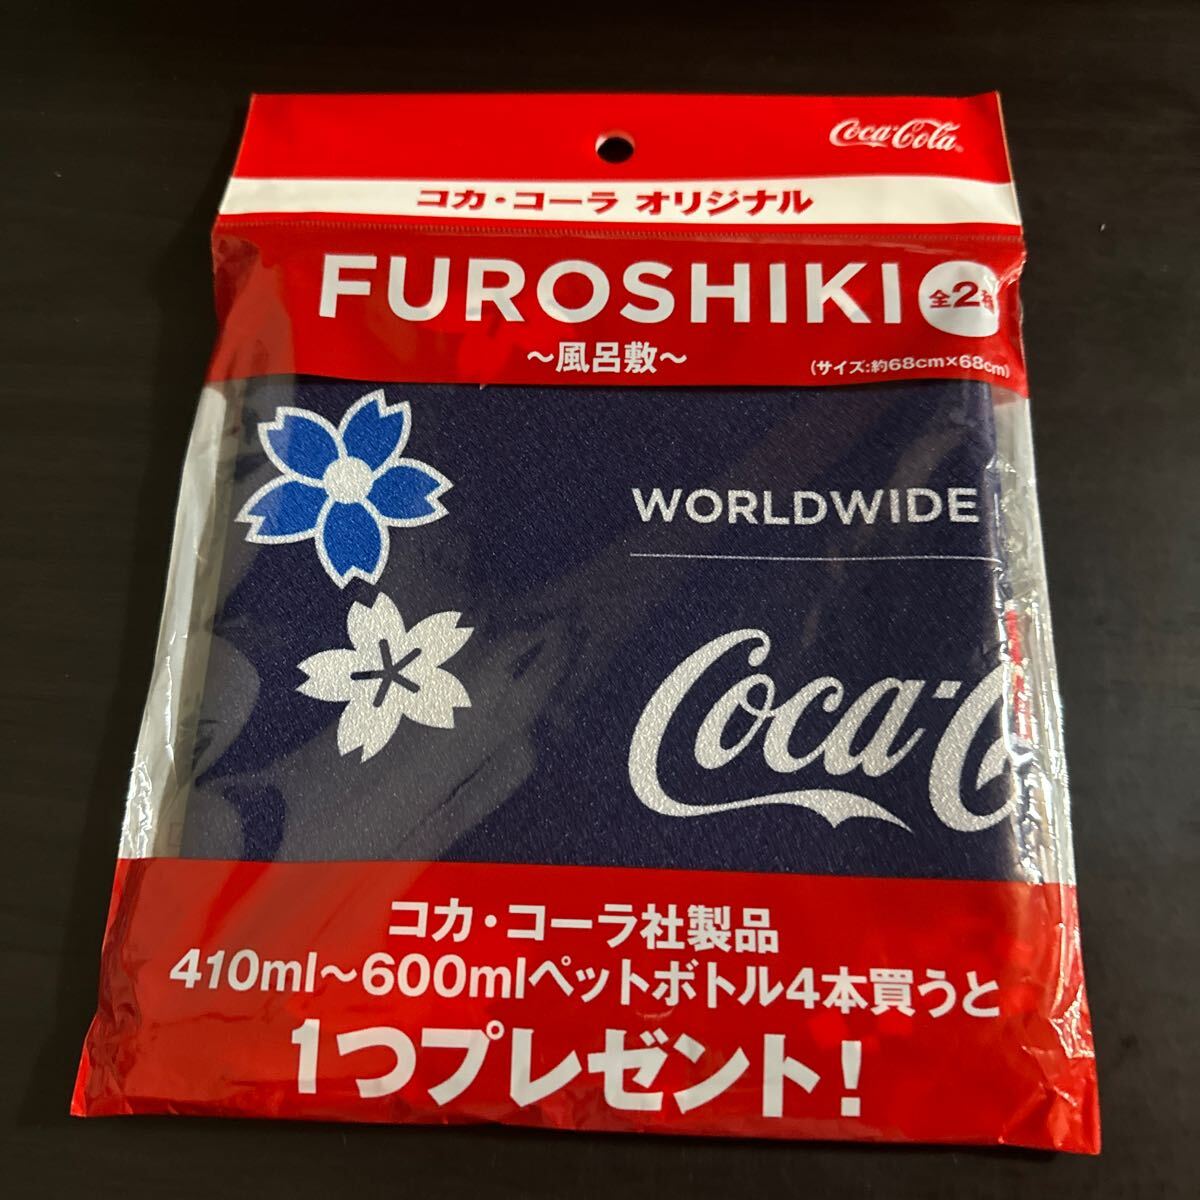 Coca-Cola
コカ・コーラ オリジナル
FUROSHIKI 全2種
～風呂敷～
(サイズ:約68cm×68cm)
WORLDWIDE
Coca-C
コカ・コーラ社製品
410ml～600mlペットボトル4本買うと
1つプレゼント!